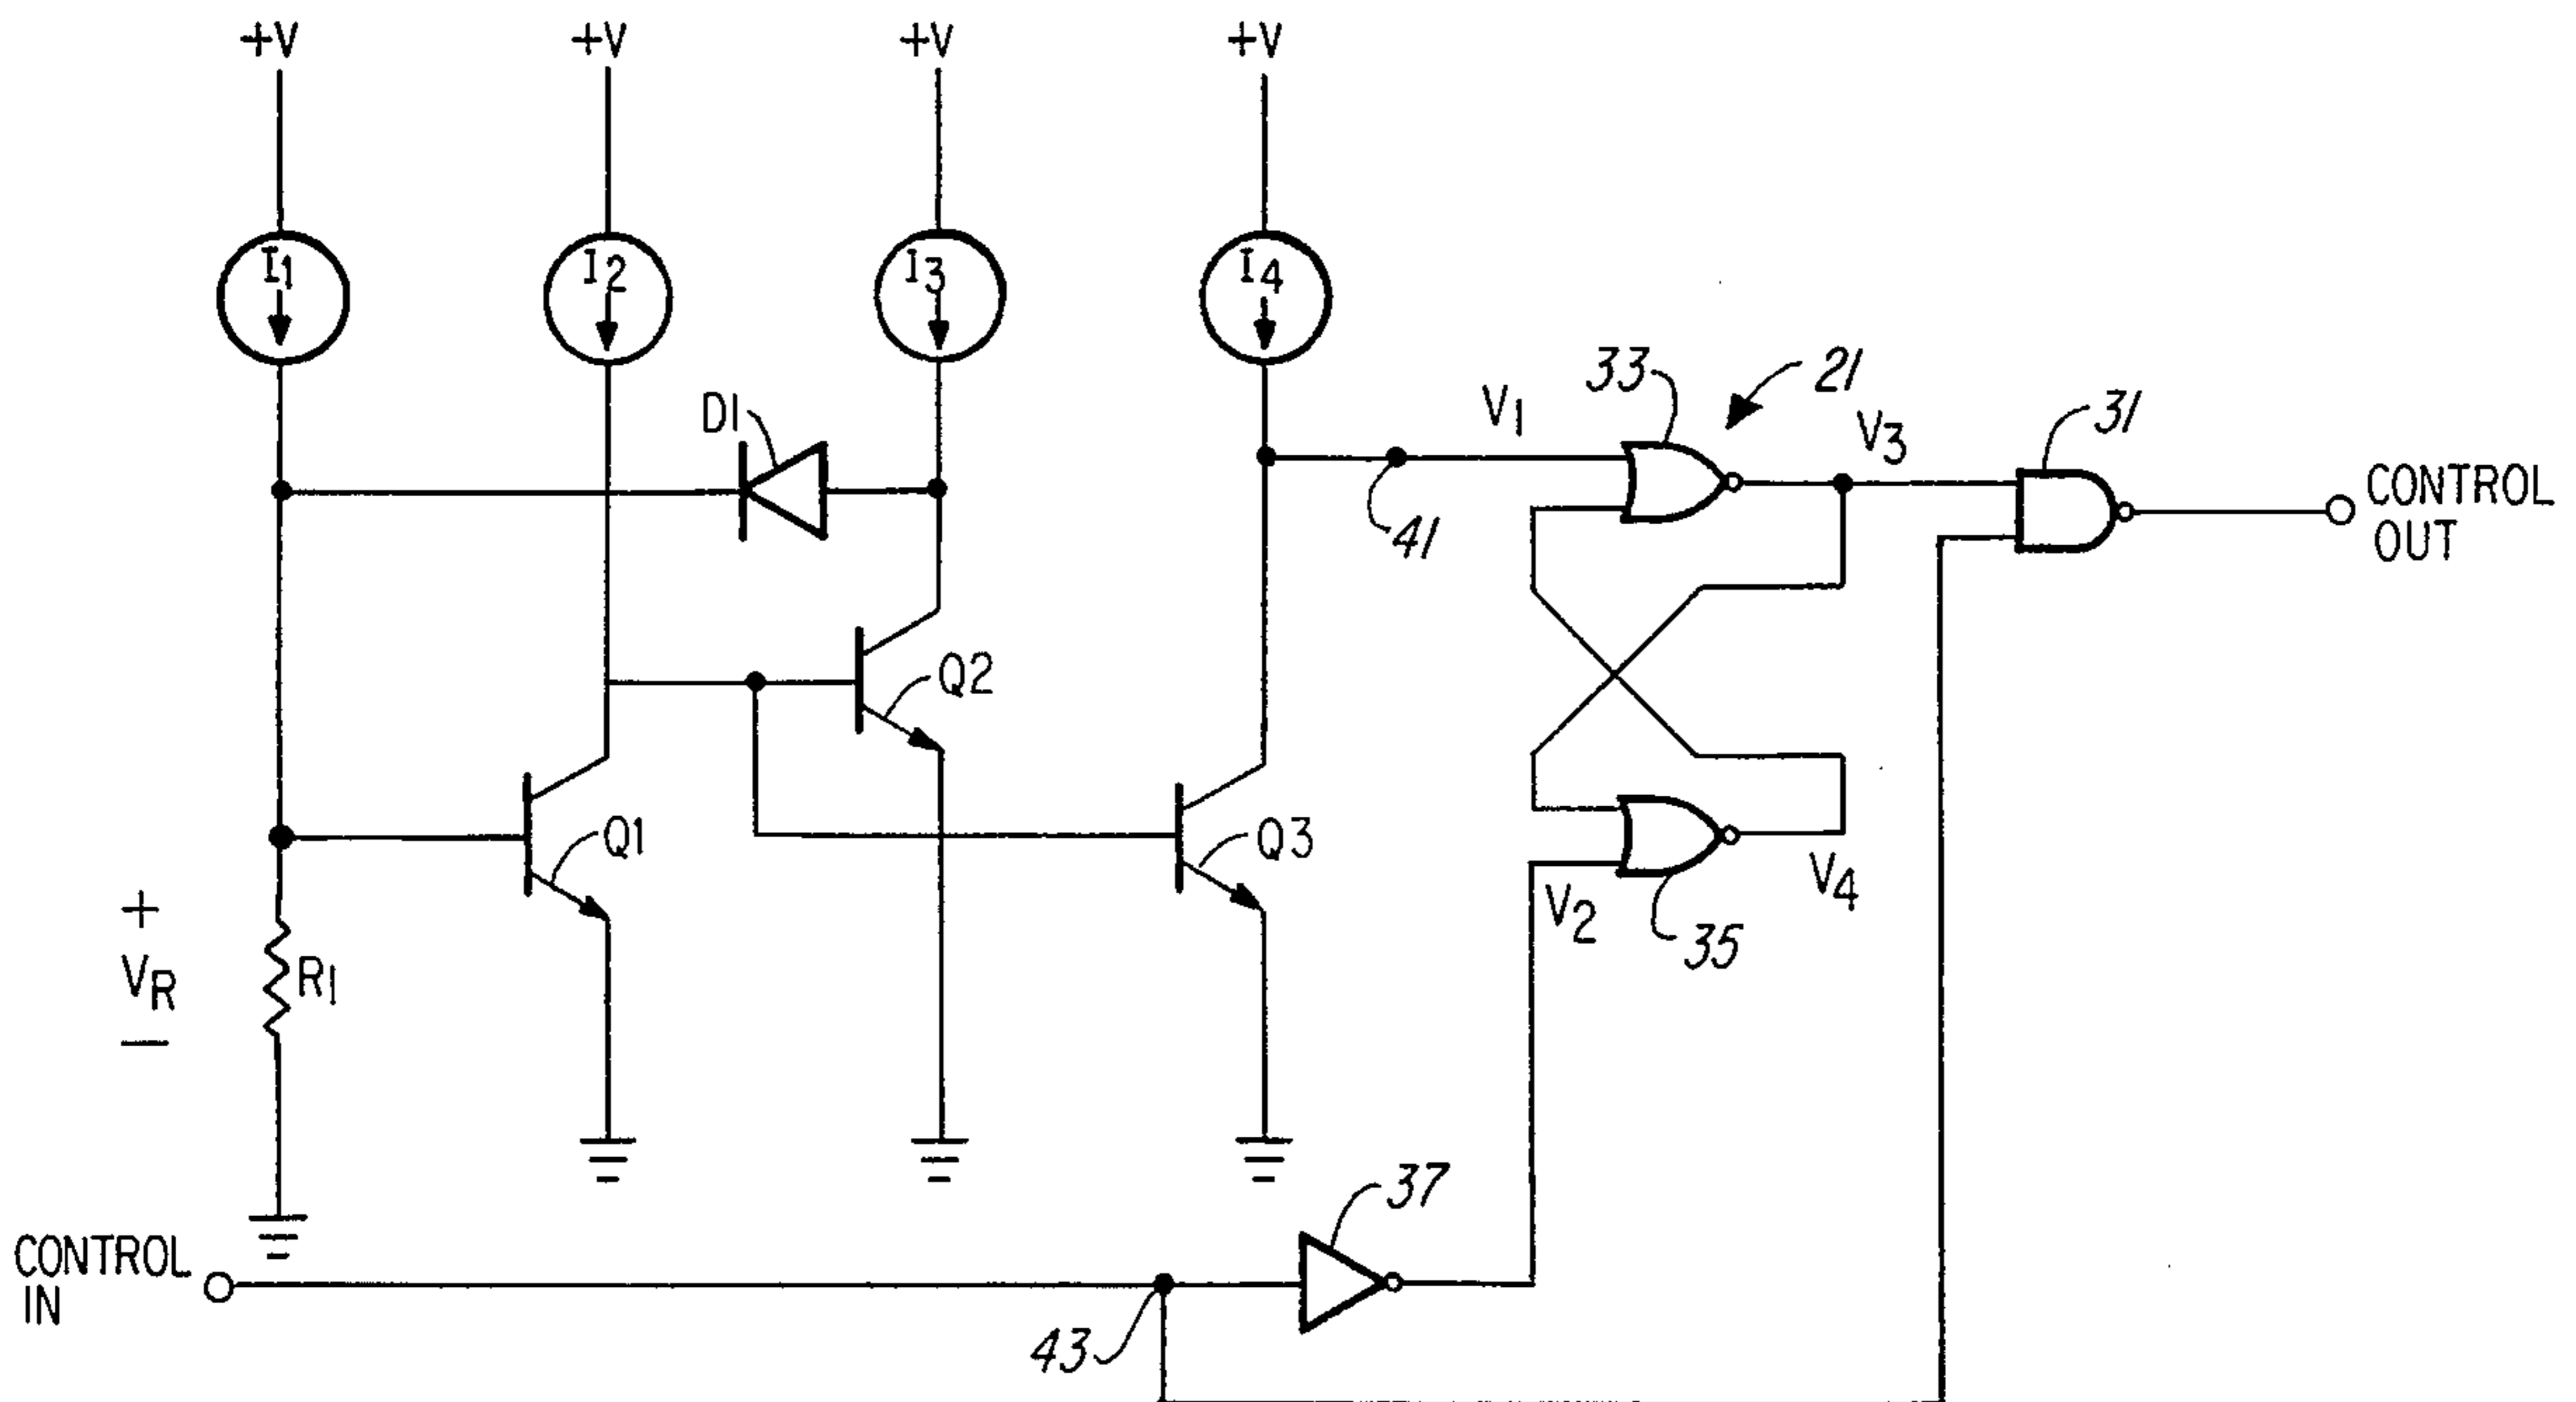 +V +V +V +V
I1 I2 I3 I4
D1
33
21
V1
V3
31
41
CONTROL
OUT
Q2
Q1
Q3
+
VR
−
R1
V2
V4
35
37
CONTROL
IN
43